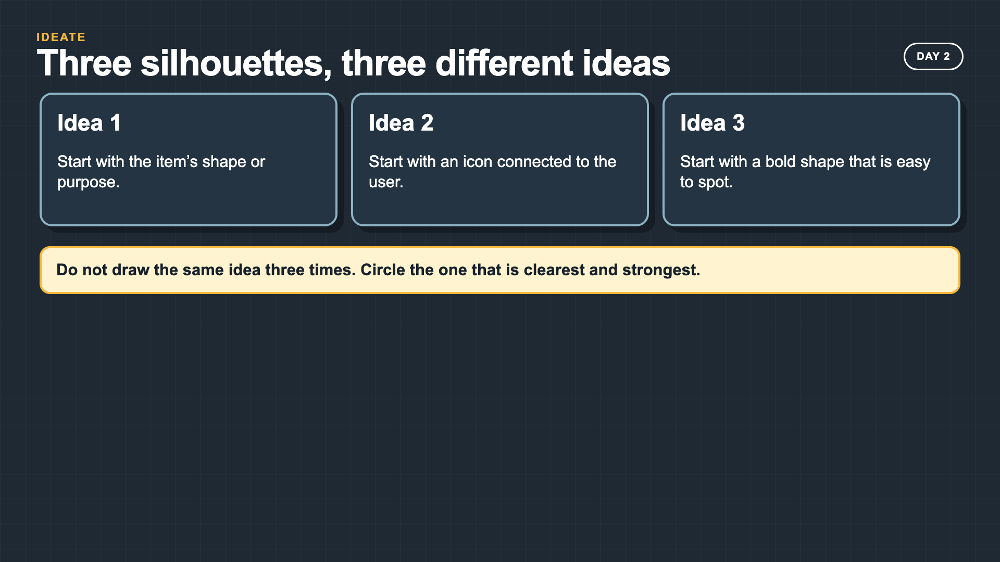 IDEATE
Three silhouettes, three different ideas
DAY 2
Idea 1
Start with the item’s shape or
purpose.
Idea 2
Start with an icon connected to the
user.
Idea 3
Start with a bold shape that is easy
to spot.
Do not draw the same idea three times. Circle the one that is clearest and strongest.